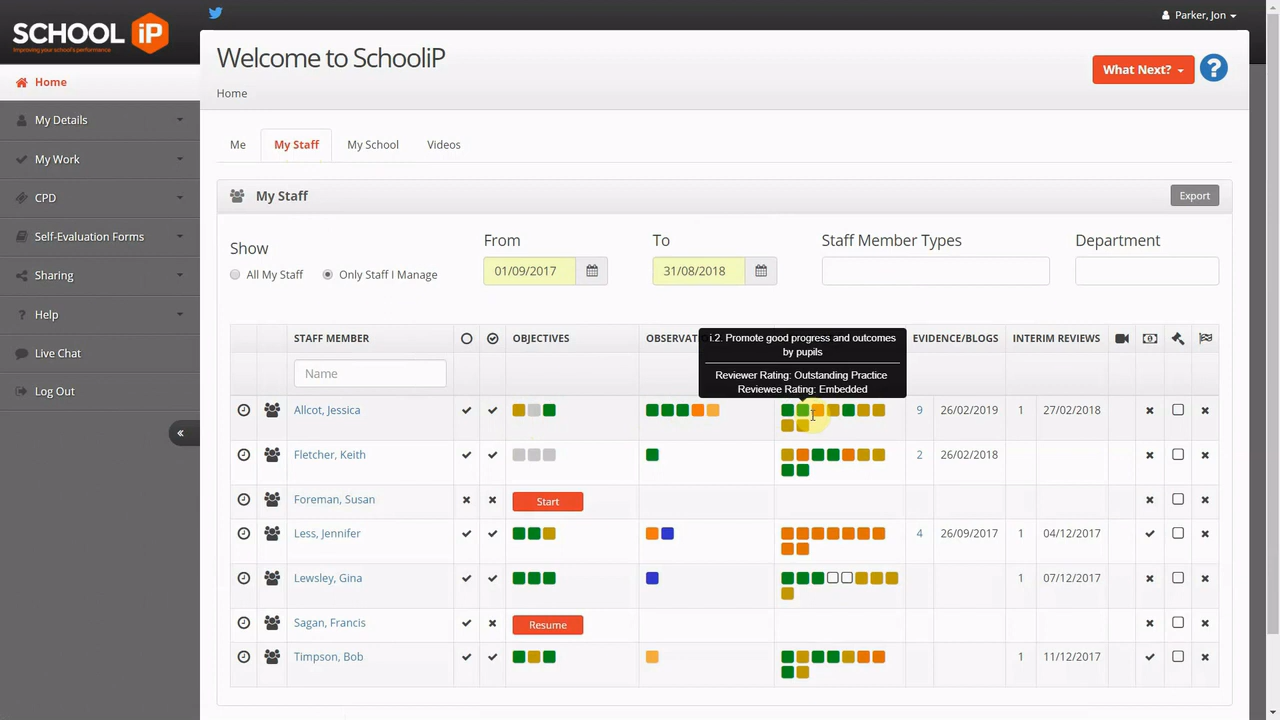 SCHOOL iP
Improving your school's performance
Parker, Jon
Welcome to SchooliP
What Next?
?
Home
Home
My Details
My Work
CPD
Self-Evaluation Forms
Sharing
Help
Live Chat
Log Out
Me
My Staff
My School
Videos
My Staff
Export
Show
From
To
Staff Member Types
Department
All My Staff
Only Staff I Manage
01/09/2017
31/08/2018
STAFF MEMBER
OBJECTIVES
OBSERVAT
EVIDENCE/BLOGS
INTERIM REVIEWS
i.2. Promote good progress and outcomes
by pupils
Reviewer Rating: Outstanding Practice
Reviewee Rating: Embedded
Name
Allcot, Jessica 9 26/02/2019 1 27/02/2018
Fletcher, Keith 2 26/02/2018
Foreman, Susan Start
Less, Jennifer 4 26/09/2017 1 04/12/2017
Lewsley, Gina 1 07/12/2017
Sagan, Francis Resume
Timpson, Bob 1 11/12/2017